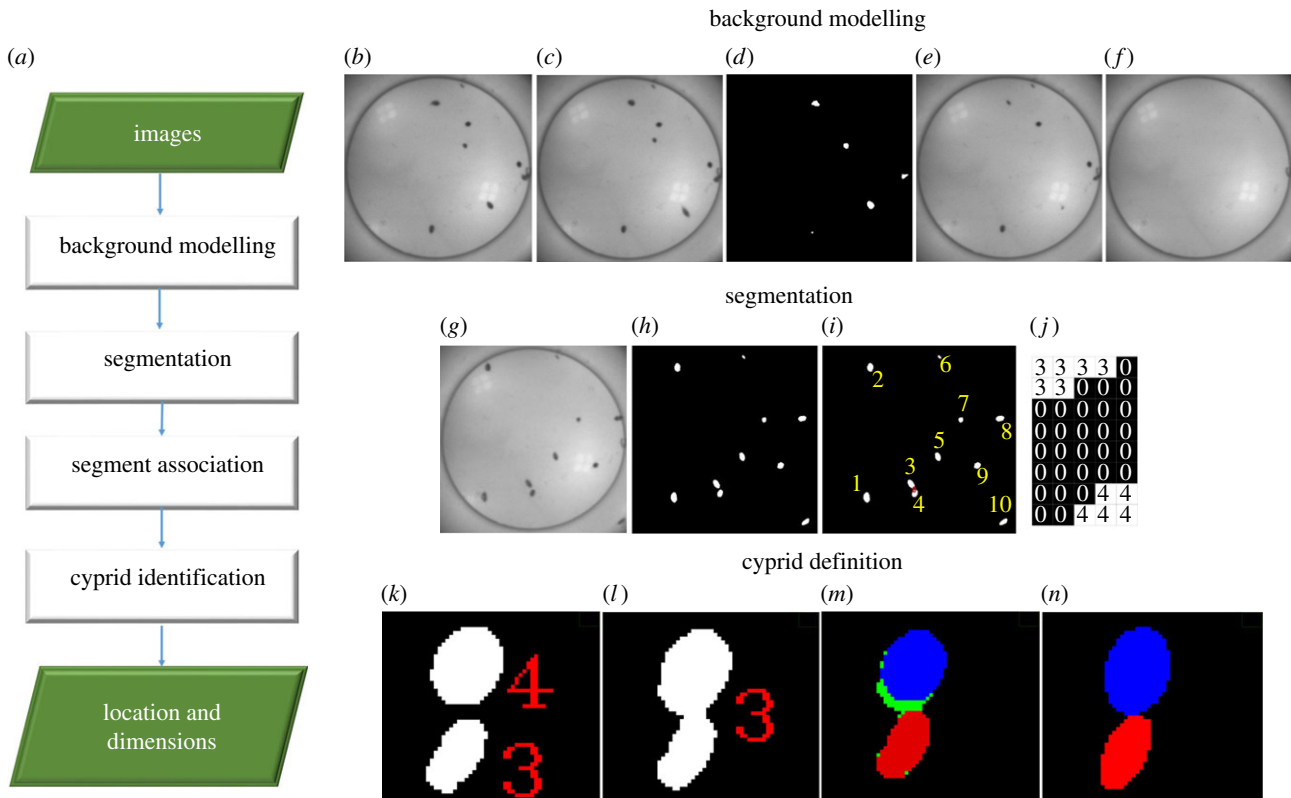 background modelling
(a)
(b)
(c)
(d)
(e)
(f)
images
background modelling
segmentation
segment association
cyprid identification
location and
dimensions
segmentation
(g)
(h)
(i)
(j)
2
6
7
8
5
3
9
1
4
10
3 3 3 3 0
3 3 0 0 0
0 0 0 0 0
0 0 0 0 0
0 0 0 0 0
0 0 0 0 0
0 0 0 4 4
0 0 4 4 4
cyprid definition
(k)
(l)
(m)
(n)
4
3
3